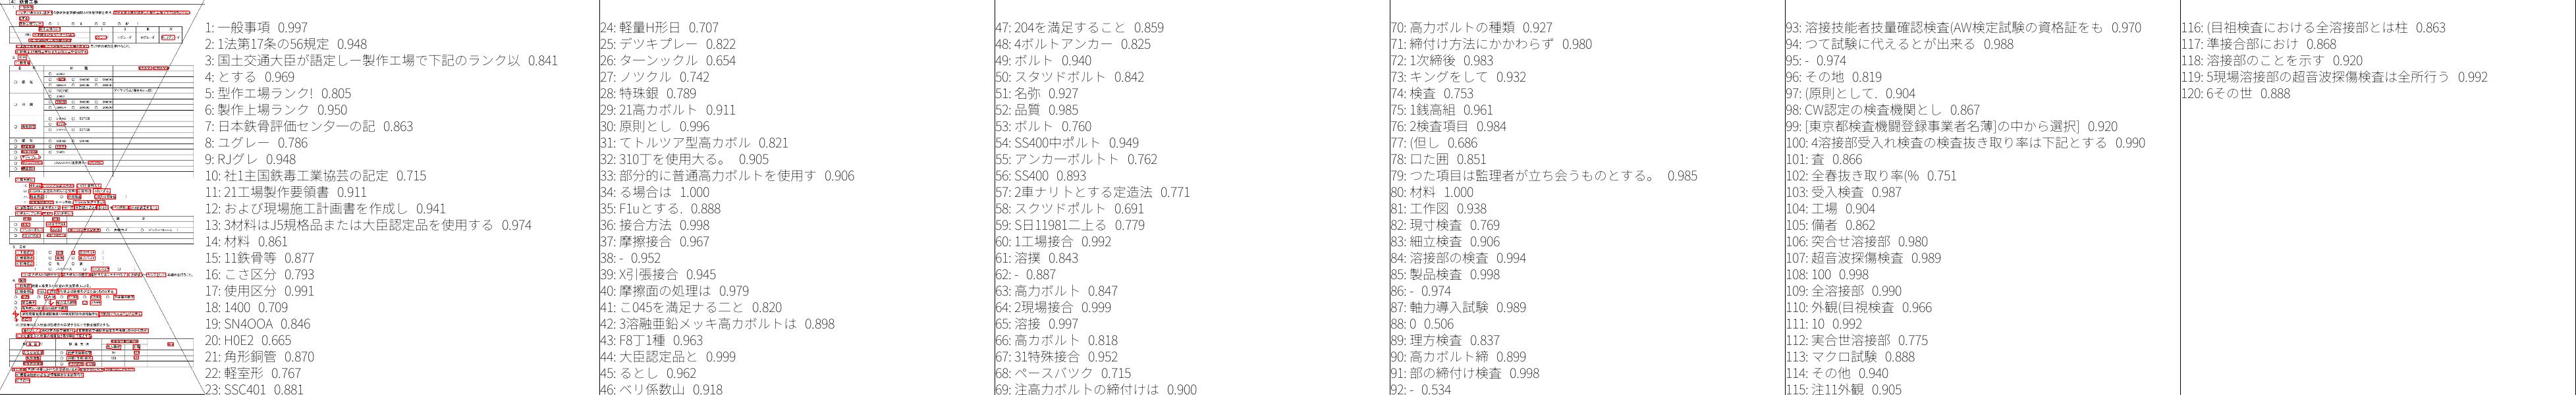 1: 一般事項 0.997
2: 1法第17条の56規定 0.948
3: 国土交通大臣が語定し一製作工場で下記のランク以 0.841
4: とする 0.969
5: 型作工場ランク! 0.805
6: 製作上場ランク 0.950
7: 日本鉄骨評価センターの記 0.863
8: ユグレー 0.786
9: RJグレ 0.948
10: 社1主国鉄毒工業協芸の記定 0.715
11: 21工場製作要領書 0.911
12: および現場施工計画書を作成し 0.941
13: 3材料はJ5規格品または大臣認定品を使用する 0.974
14: 材料 0.861
15: 11鉄骨等 0.877
16: こさ区分 0.793
17: 使用区分 0.991
18: 1400 0.709
19: SN4OOA 0.846
20: H0E2 0.665
21: 角形銅管 0.870
22: 軽室形 0.767
23: SSC401 0.881
24: 軽量H形日 0.707
25: デツキプレー 0.822
26: ターンックル 0.654
27: ノツクル 0.742
28: 特珠銀 0.789
29: 21高力ボルト 0.911
30: 原則とし 0.996
31: てトルツア型高力ボル 0.821
32: 310丁を使用大る。 0.905
33: 部分的に普通高力ボルトを使用す 0.906
34: る場合は 1.000
35: F1uとする. 0.888
36: 接合方法 0.998
37: 摩擦接合 0.967
38: - 0.952
39: X引張接合 0.945
40: 摩擦面の処理は 0.979
41: こ045を満足ナる二と 0.820
42: 3溶融亜鉛メッキ高カボルトは 0.898
43: F8丁1種 0.963
44: 大臣認定品と 0.999
45: るとし 0.962
46: ベリ係数山 0.918
47: 204を満足すること 0.859
48: 4ボルトアンカー 0.825
49: ボルト 0.940
50: スタツドボルト 0.842
51: 名弥 0.927
52: 品質 0.985
53: ボルト 0.760
54: SS400中ポルト 0.949
55: アンカーボルトト 0.762
56: SS400 0.893
57: 2車ナリトとする定造法 0.771
58: スクツドポルト 0.691
59: S日11981二上る 0.779
60: 1工場接合 0.992
61: 溶撲 0.843
62: - 0.887
63: 高力ボルト 0.847
64: 2現場接合 0.999
65: 溶接 0.997
66: 高カボルト 0.818
67: 31特殊接合 0.952
68: ペースバツク 0.715
69: 注高力ボルトの締付けは 0.900
70: 高力ボルトの種類 0.927
71: 締付け方法にかかわらず 0.980
72: 1次締後 0.983
73: キングをして 0.932
74: 検査 0.753
75: 1銭高組 0.961
76: 2検査項目 0.984
77: (但し 0.686
78: 口た囲 0.851
79: つた項目は監理者が立ち会うものとする。 0.985
80: 材料 1.000
81: 工作図 0.938
82: 現寸検査 0.769
83: 細立検査 0.906
84: 溶接部の検査 0.994
85: 製品検査 0.998
86: - 0.974
87: 軸力導入試験 0.989
88: 0 0.506
89: 理方検査 0.837
90: 高カボルト締 0.899
91: 部の締付け検査 0.998
92: - 0.534
93: 溶接技能者技量確認検査(AW検定試験の資格証をも 0.970
94: つて試験に代えるとが出来る 0.988
95: - 0.974
96: その地 0.819
97: (原則として. 0.904
98: CW認定の検査機関とし 0.867
99: [東京都検査機闘登録事業者名薄]の中から選択] 0.920
100: 4溶接部受入れ検査の検査抜き取り率は下記とする 0.990
101: 査 0.866
102: 全春抜き取り率(% 0.751
103: 受入検査 0.987
104: 工場 0.904
105: 備者 0.862
106: 突合せ溶接部 0.980
107: 超音波探傷検査 0.989
108: 100 0.998
109: 全溶接部 0.990
110: 外観(目視検査 0.966
111: 10 0.992
112: 実合世溶接部 0.775
113: マクロ試験 0.888
114: その他 0.940
115: 注11外観 0.905
116: (目祖検査における全溶接部とは柱 0.863
117: 準接合部におけ 0.868
118: 溶接部のことを示す 0.920
119: 5現場溶接部の超音波探傷検査は全所行う 0.992
120: 6その世 0.888